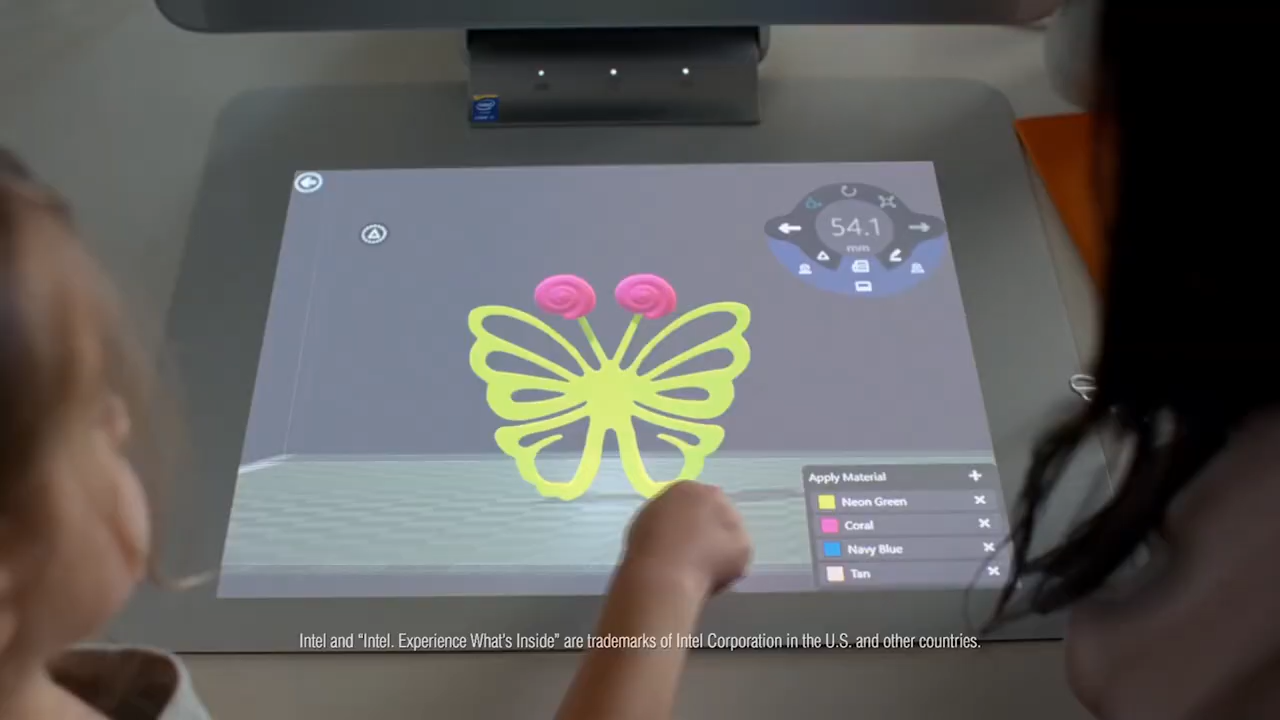 intel
54.1
mm
Apply Material
Neon Green
Coral
Navy Blue
Tan
Intel and “Intel. Experience What’s Inside” are trademarks of Intel Corporation in the U.S. and other countries.